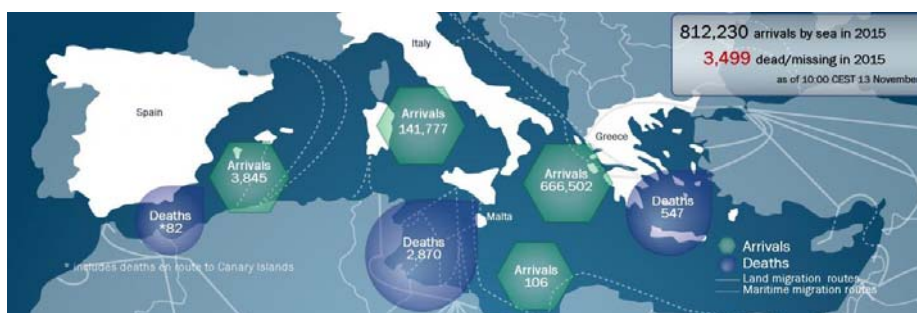 812,230 arrivals by sea in 2015
3,499 dead/missing in 2015
as of 10:00 CEST 13 November
Italy
Spain
Arrivals
141,777
Greece
Arrivals
3,845
Arrivals
666,502
Deaths
*82
Malta
Deaths
547
Deaths
2,870
Arrivals
106
* Includes deaths en route to Canary Islands
Arrivals
Deaths
Land migration routes
Maritime migration routes